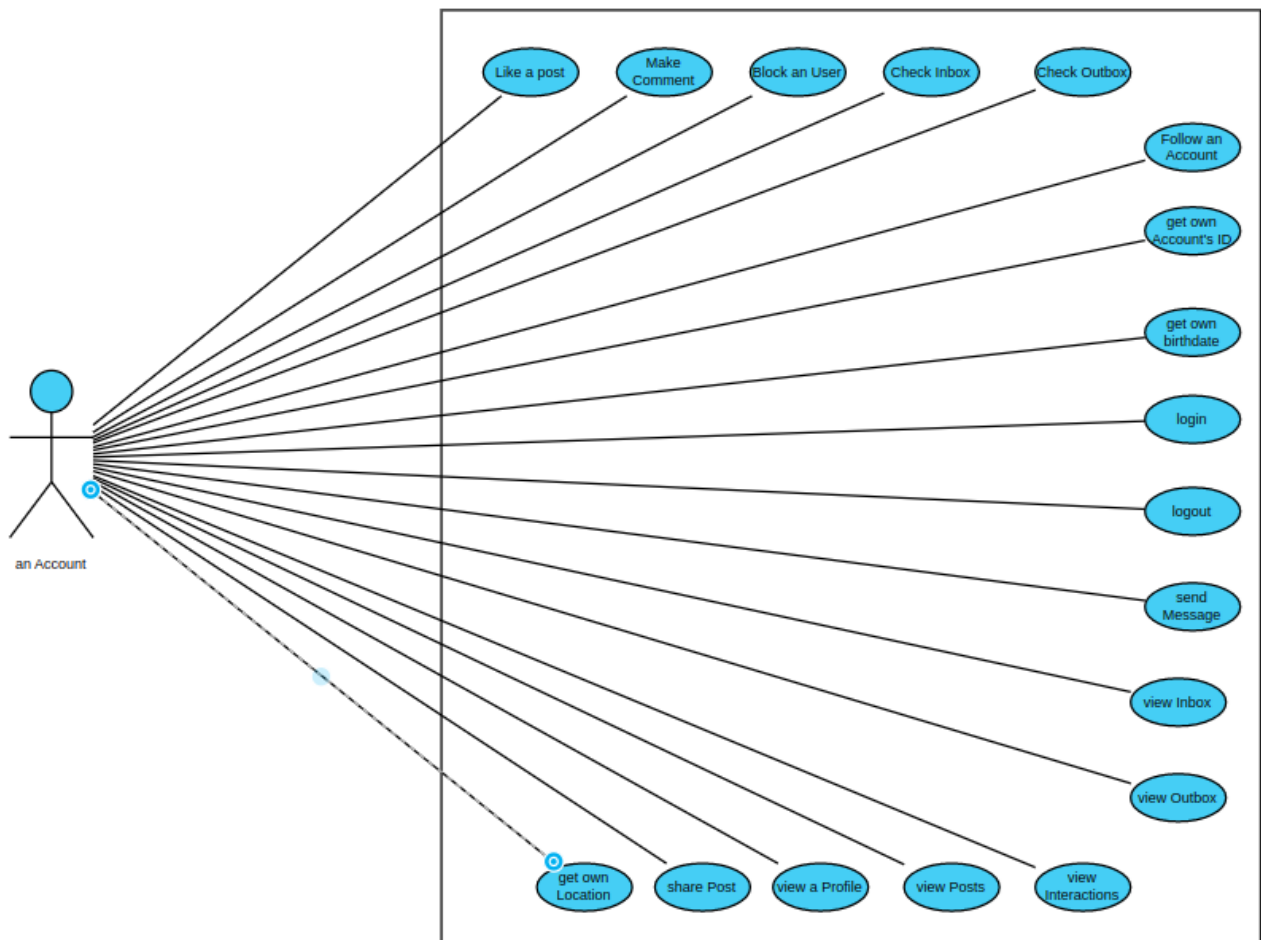 Like a post
Make
Comment
Block an User
Check Inbox
Check Outbox
Follow an
Account
get own
Account's ID
get own
birthdate
login
logout
an Account
send
Message
view Inbox
view Outbox
get own
Location
share Post
view a Profile
view Posts
view
Interactions